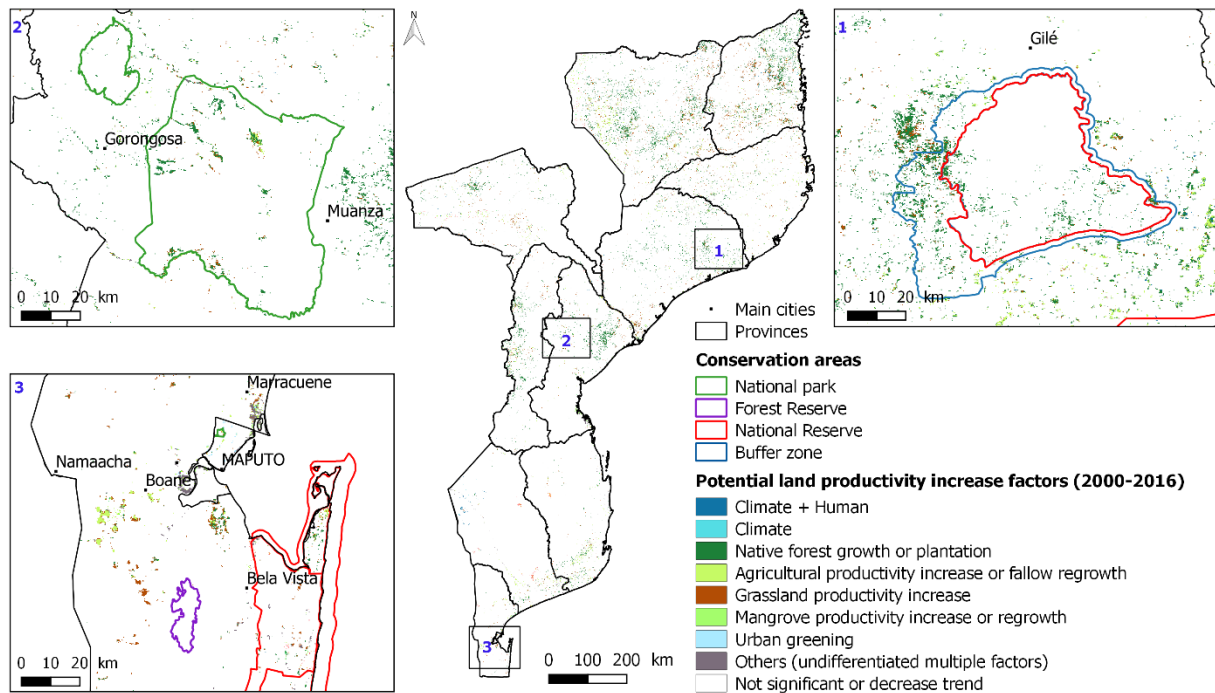 2
Gorongosa
Muanza
0 10 20 km
N
1
2
3
0 100 200 km
1
Gilé
0 10 20 km
3
Marracuene
Namaacha
MAPUTO
Boane
Bela Vista
0 10 20 km
Main cities
Provinces
Conservation areas
National park
Forest Reserve
National Reserve
Buffer zone
Potential land productivity increase factors (2000-2016)
Climate + Human
Climate
Native forest growth or plantation
Agricultural productivity increase or fallow regrowth
Grassland productivity increase
Mangrove productivity increase or regrowth
Urban greening
Others (undifferentiated multiple factors)
Not significant or decrease trend